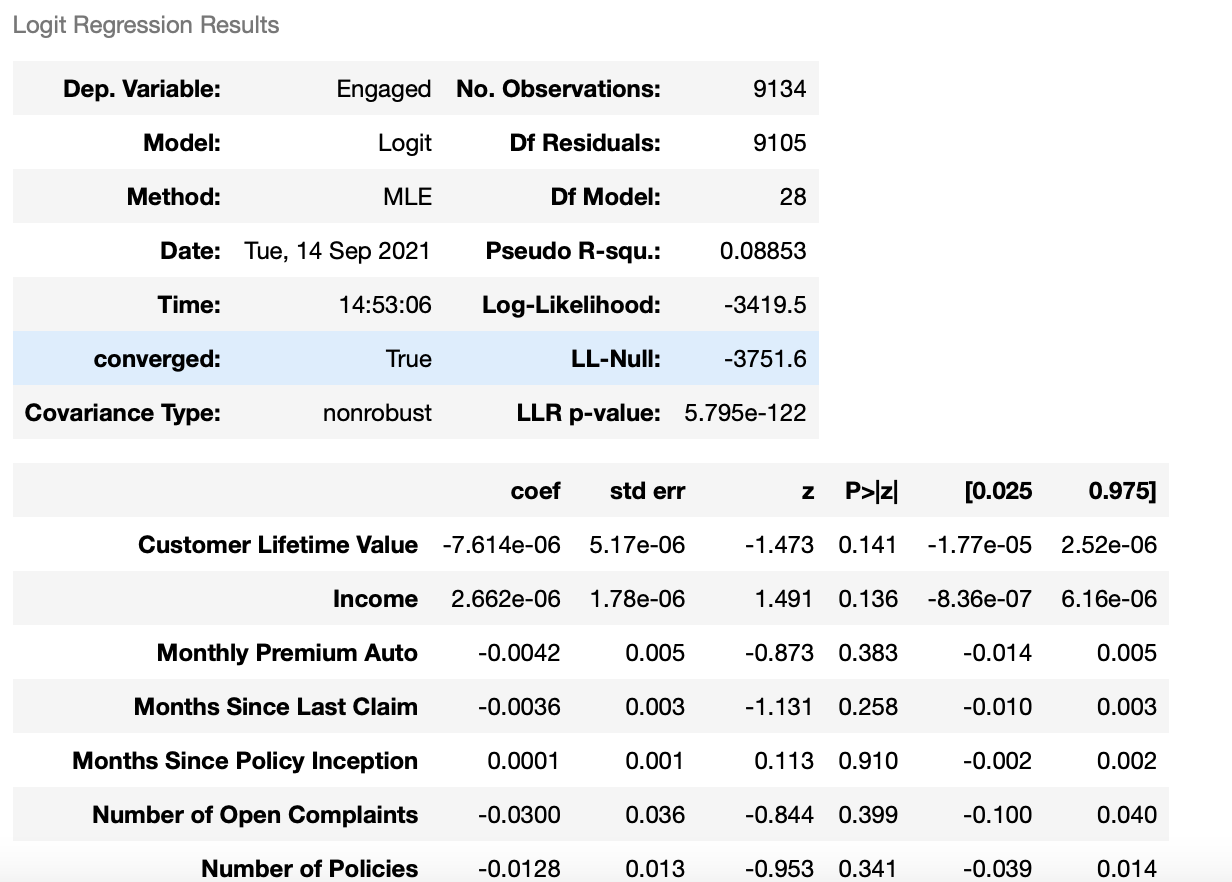 Logit Regression Results
Dep. Variable: Engaged No. Observations: 9134
Model: Logit Df Residuals: 9105
Method: MLE Df Model: 28
Date: Tue, 14 Sep 2021 Pseudo R-squ.: 0.08853
Time: 14:53:06 Log-Likelihood: -3419.5
converged: True LL-Null: -3751.6
Covariance Type: nonrobust LLR p-value: 5.795e-122
coef std err z P>|z| [0.025 0.975]
Customer Lifetime Value -7.614e-06 5.17e-06 -1.473 0.141 -1.77e-05 2.52e-06
Income 2.662e-06 1.78e-06 1.491 0.136 -8.36e-07 6.16e-06
Monthly Premium Auto -0.0042 0.005 -0.873 0.383 -0.014 0.005
Months Since Last Claim -0.0036 0.003 -1.131 0.258 -0.010 0.003
Months Since Policy Inception 0.0001 0.001 0.113 0.910 -0.002 0.002
Number of Open Complaints -0.0300 0.036 -0.844 0.399 -0.100 0.040
Number of Policies -0.0128 0.013 -0.953 0.341 -0.039 0.014